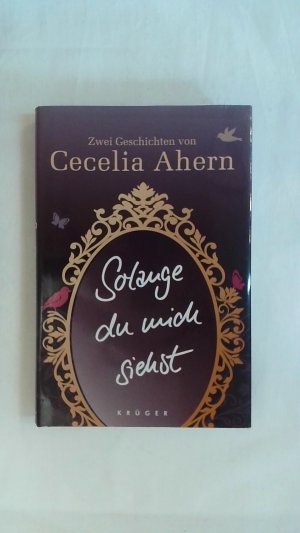 Zwei Geschichten von
Cecelia Ahern
Solange
du mich
siehst
KRÜGER